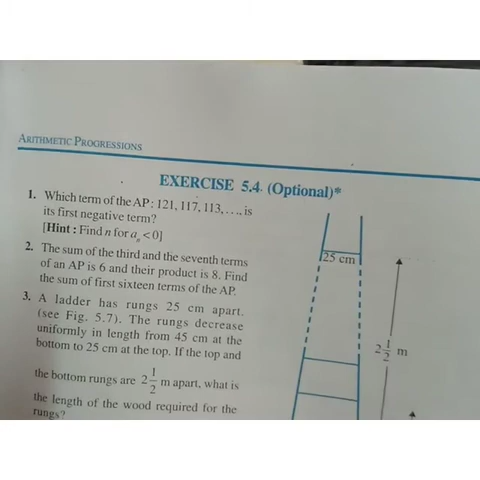 ARITHMETIC PROGRESSIONS
EXERCISE 5.4 (Optional)*
1. Which term of the AP : 121, 117, 113, . . ., is
its first negative term?
[Hint : Find n for aₙ < 0]
2. The sum of the third and the seventh terms
of an AP is 6 and their product is 8. Find
the sum of first sixteen terms of the AP.
3. A ladder has rungs 25 cm apart.
(see Fig. 5.7). The rungs decrease
uniformly in length from 45 cm at the
bottom to 25 cm at the top. If the top and
the bottom rungs are 2 1/2 m apart, what is
the length of the wood required for the
rungs?
25 cm
2 1/2 m